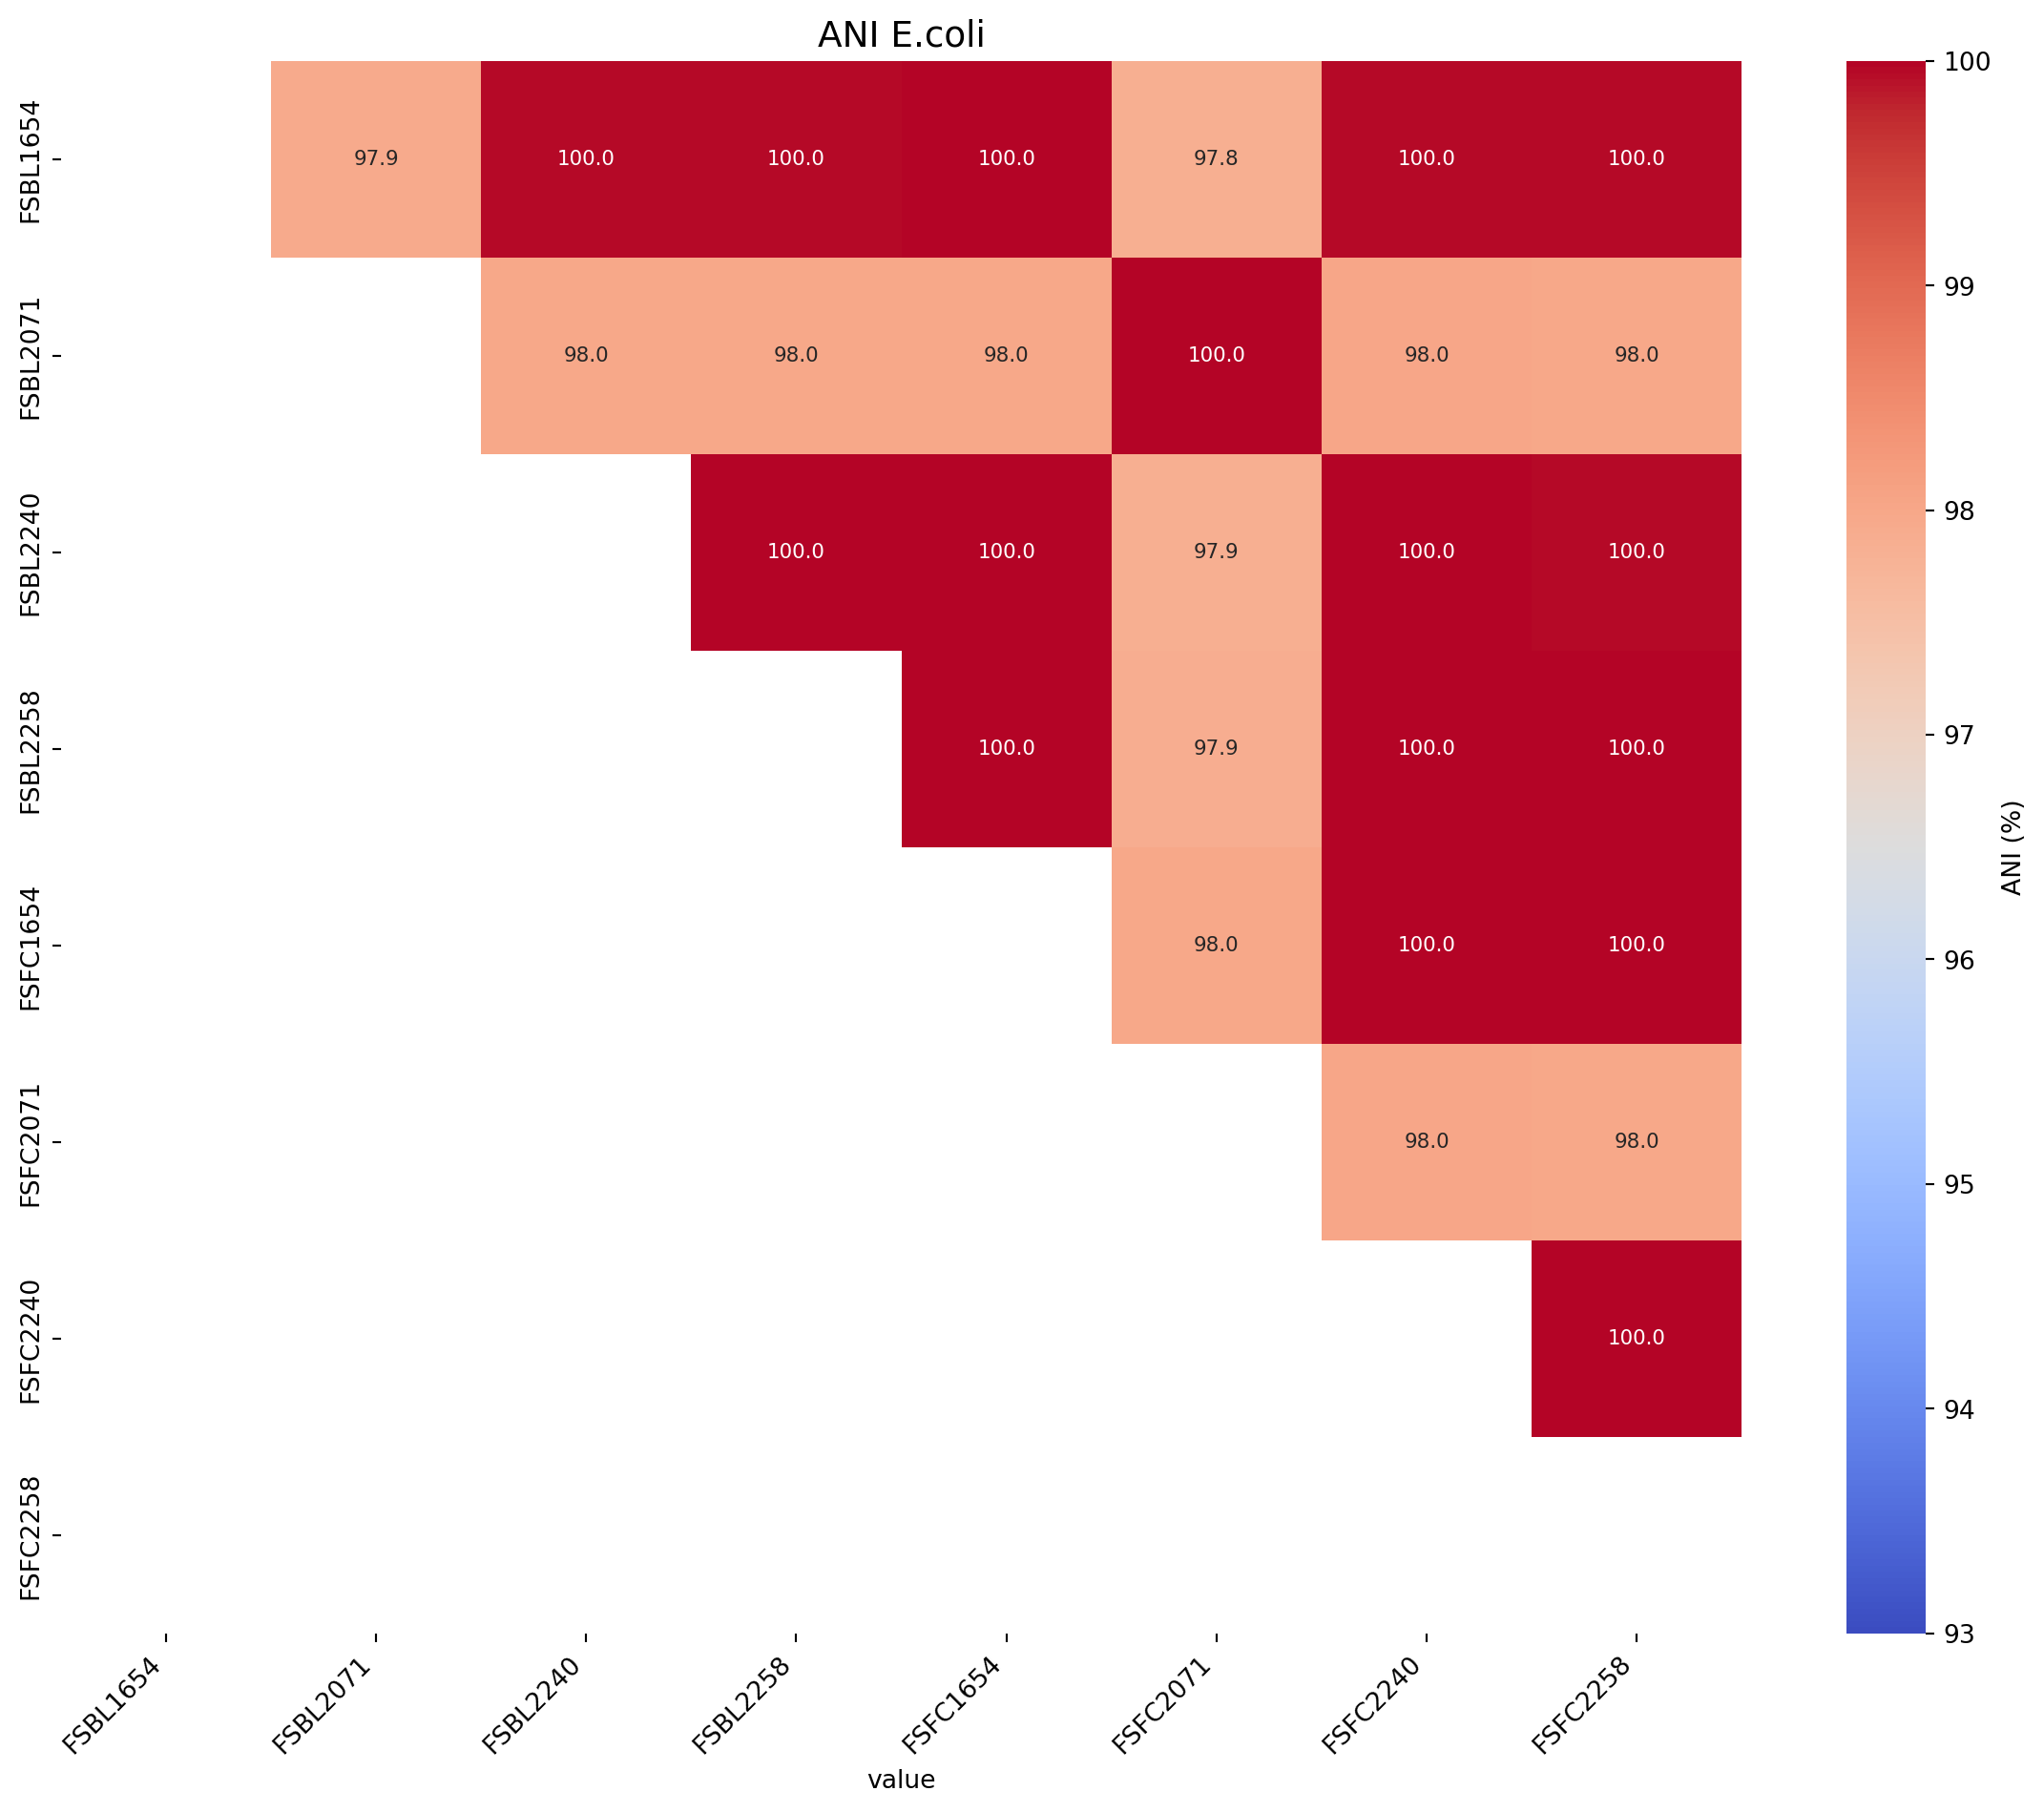 ANI E.coli
FSBL1654
97.9 100.0 100.0 100.0 97.8 100.0 100.0
FSBL2071
98.0 98.0 98.0 100.0 98.0 98.0
FSBL2240
100.0 100.0 97.9 100.0 100.0
FSBL2258
100.0 97.9 100.0 100.0
FSFC1654
98.0 100.0 100.0
FSFC2071
98.0 98.0
FSFC2240
100.0
FSFC2258
FSBL1654 FSBL2071 FSBL2240 FSBL2258 FSFC1654 FSFC2071 FSFC2240 FSFC2258
value
100
99
98
97
96
95
94
93
ANI (%)